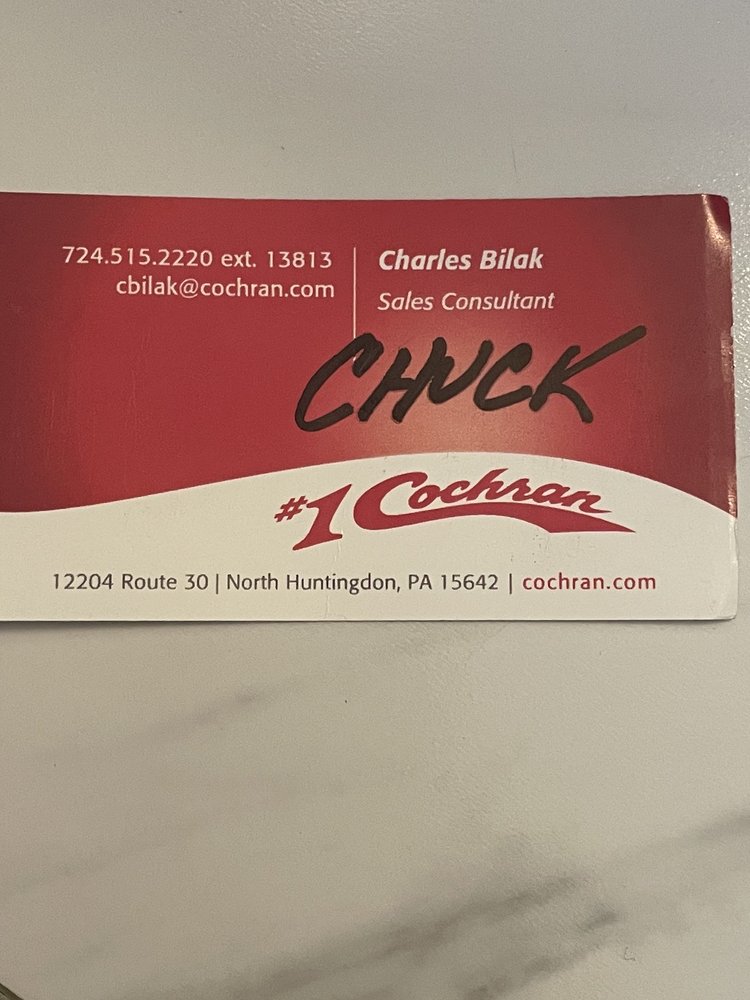 724.515.2220 ext. 13813
cbilak@cochran.com
Charles Bilak
Sales Consultant
CHUCK
#1 Cochran
12204 Route 30 | North Huntingdon, PA 15642 | cochran.com